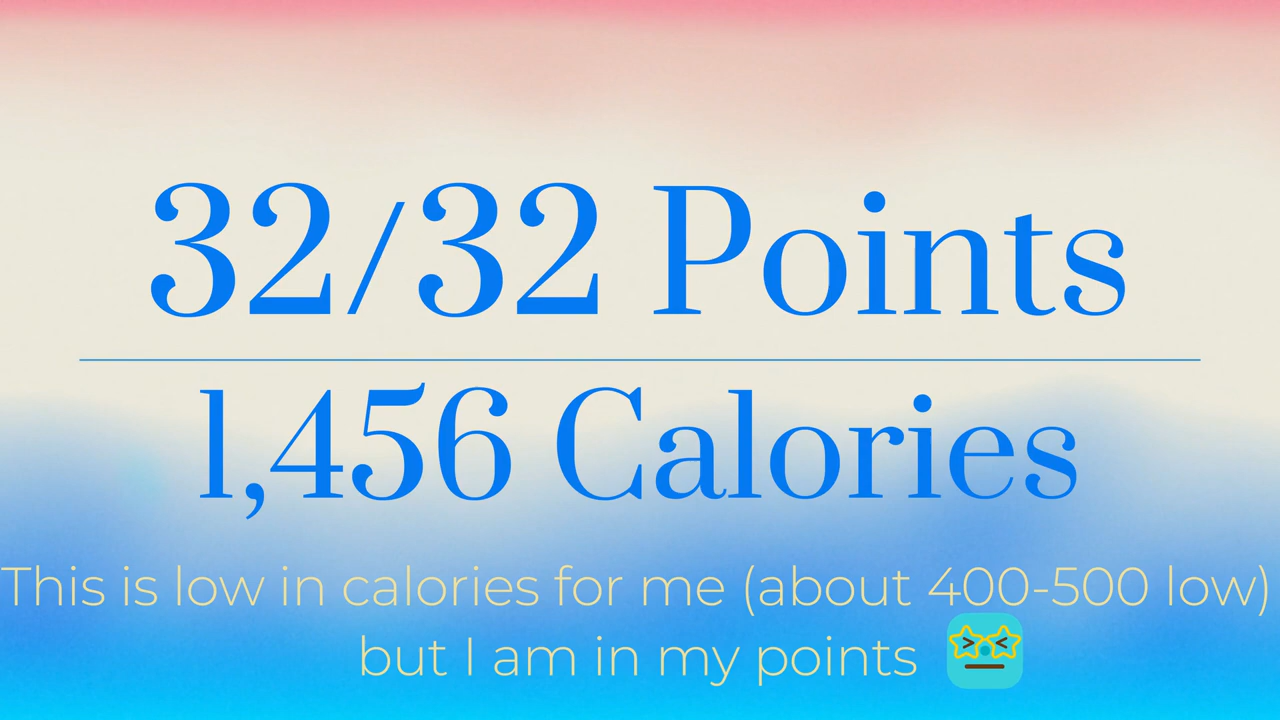 32/32 Points
1,456 Calories
This is low in calories for me (about 400-500 low)
but I am in my points